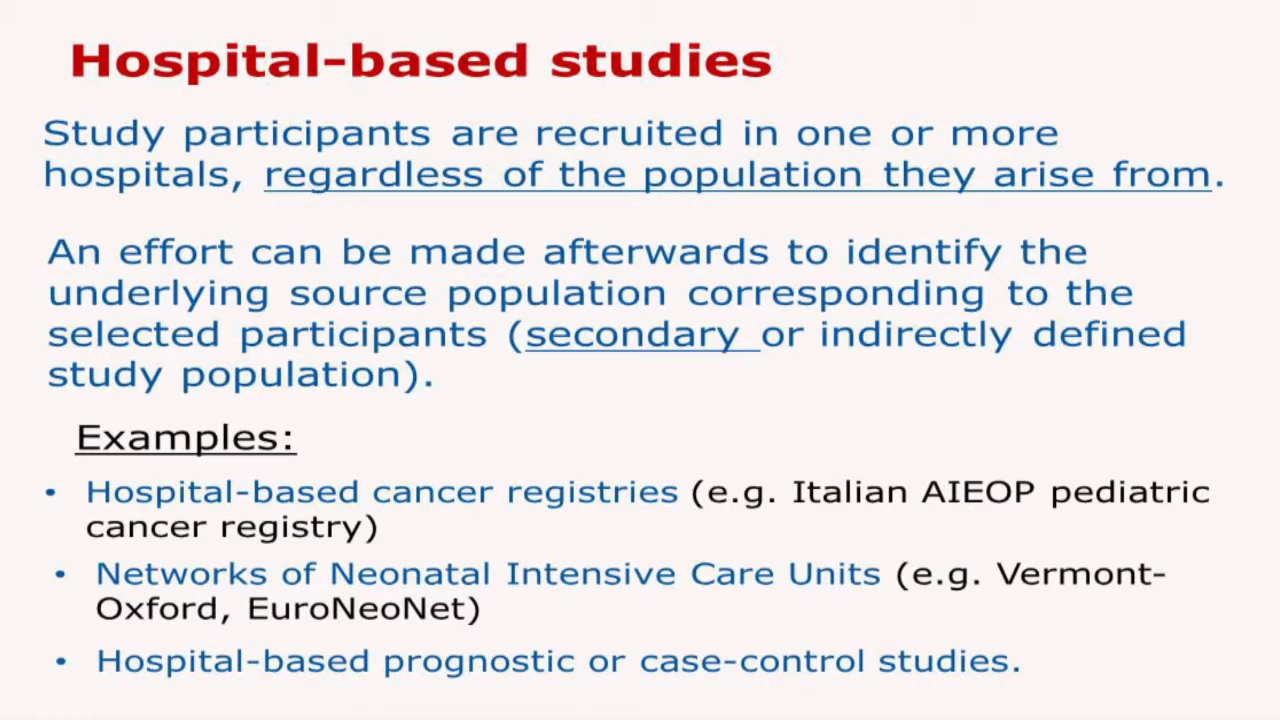 Hospital-based studies
Study participants are recruited in one or more
hospitals, regardless of the population they arise from.
An effort can be made afterwards to identify the
underlying source population corresponding to the
selected participants (secondary or indirectly defined
study population).
Examples:
• Hospital-based cancer registries (e.g. Italian AIEOP pediatric
cancer registry)
• Networks of Neonatal Intensive Care Units (e.g. Vermont-
Oxford, EuroNeoNet)
• Hospital-based prognostic or case-control studies.